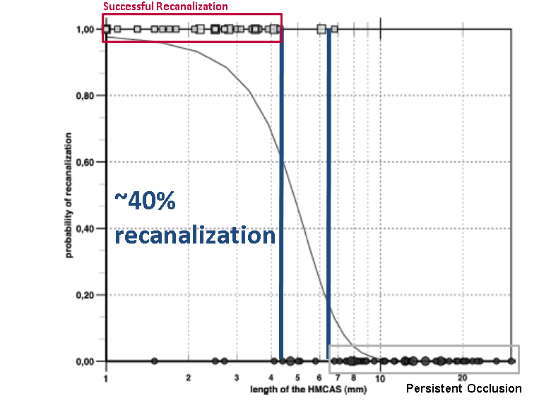 Successful Recanalization
1,00
0,80
0,60
0,40
0,20
0,00
probability of recanalization
~40%
recanalization
1 2 3 4 5 6 7 8 10 20
length of the HMCAS (mm)
Persistent Occlusion